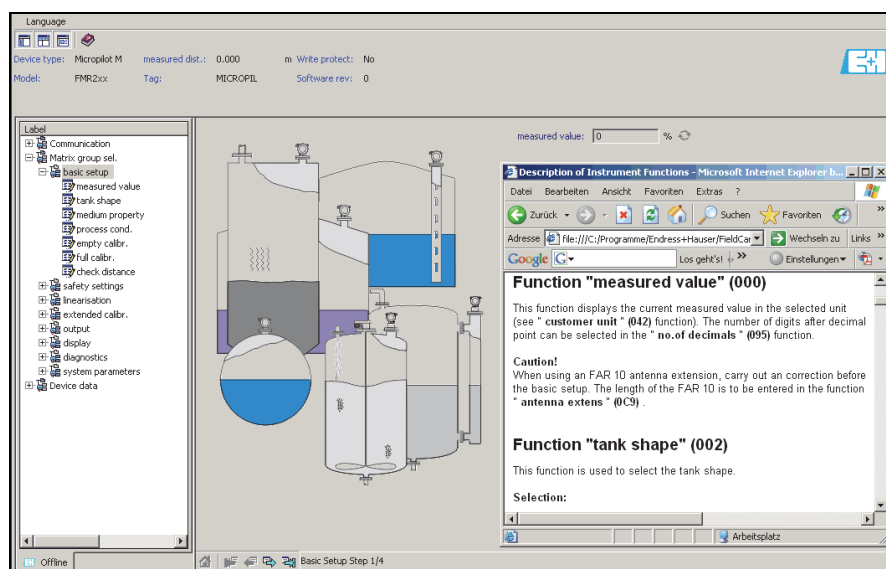 Language
Device type: Micropilot M measured dist.: 0.000 m Write protect: No
Model: FMR2xx Tag: MICROPIL Software rev: 0
E+H
Label
Communication
Matrix group sel.
basic setup
measured value
tank shape
medium property
process cond.
empty calibr.
full calibr.
check distance
safety settings
linearisation
extended calibr.
output
display
diagnostics
system parameters
Device data
measured value: 0 %
Description of Instrument Functions - Microsoft Internet Explorer b...
Datei Bearbeiten Ansicht Favoriten Extras ?
Zurück Suchen Favoriten »
Adresse file:///C:/Programme/Endress+Hauser/FieldCar Wechseln zu Links »
Google G Los geht's! » Einstellungen
Function "measured value" (000)
This function displays the current measured value in the selected unit
(see " customer unit " (042) function). The number of digits after decimal
point can be selected in the " no.of decimals " (095) function.
Caution!
When using an FAR 10 antenna extension, carry out an correction before
the basic setup. The length of the FAR 10 is to be entered in the function
" antenna extens " (0C9) .
Function "tank shape" (002)
This function is used to select the tank shape.
Selection:
Arbeitsplatz
Offline
Basic Setup Step 1/4